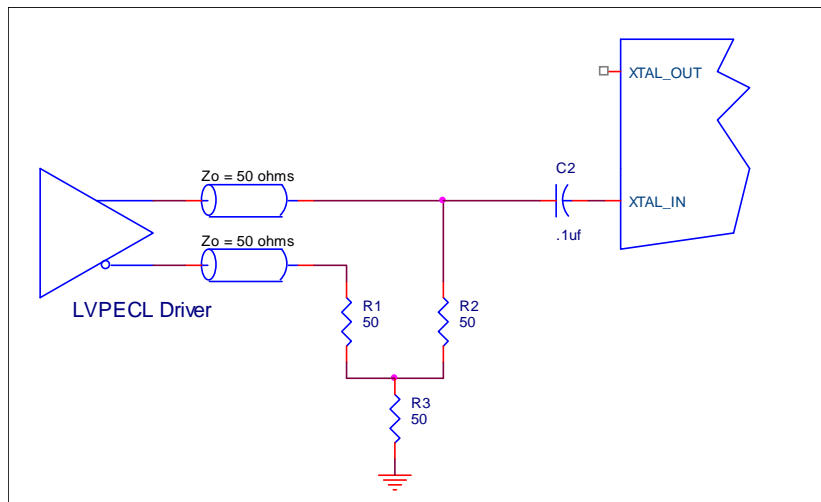 XTAL_OUT
Zo = 50 ohms
C2
XTAL_IN
.1uf
Zo = 50 ohms
LVPECL Driver
R1
50
R2
50
R3
50